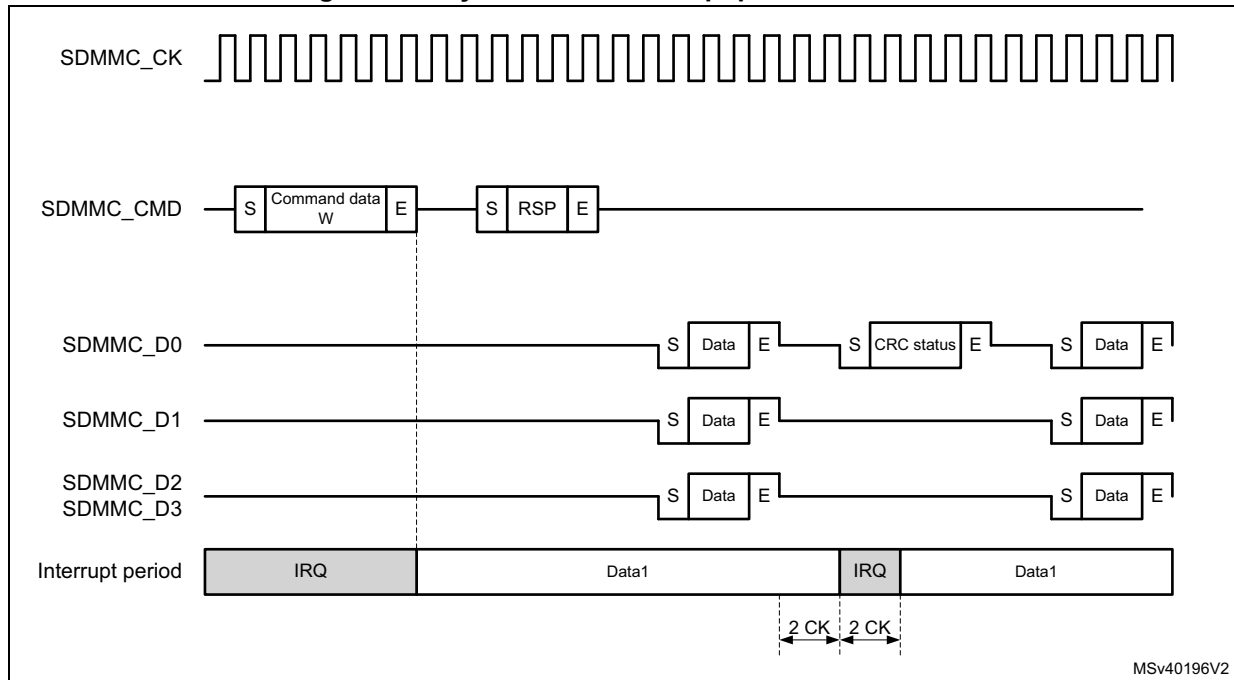 SDMMC_CK
SDMMC_CMD S Command data W E S RSP E
SDMMC_D0 S Data E S CRC status E S Data E
SDMMC_D1 S Data E S Data E
SDMMC_D2
SDMMC_D3 S Data E S Data E
Interrupt period IRQ Data1 IRQ Data1
2 CK 2 CK
MSv40196V2